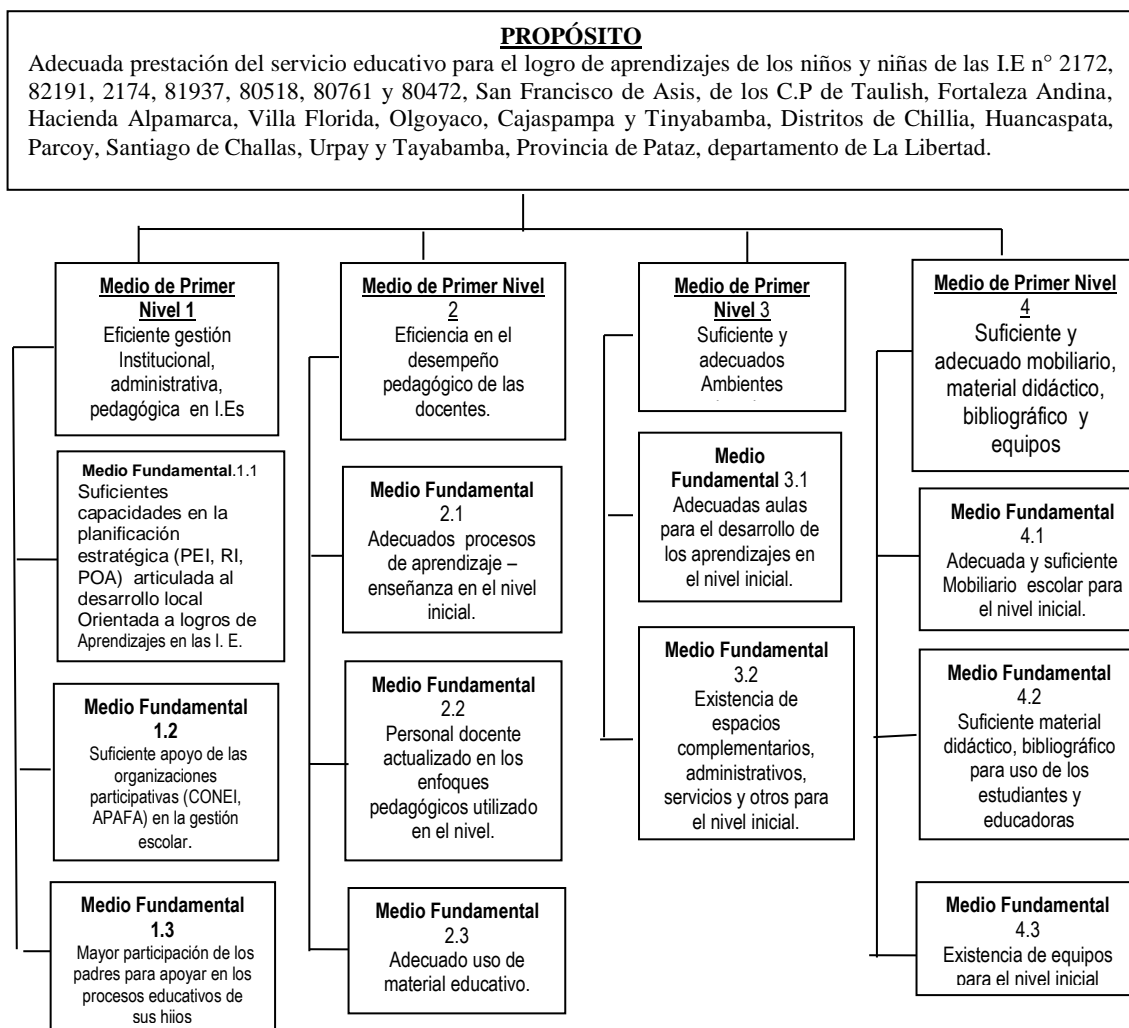 PROPÓSITO
Adecuada prestación del servicio educativo para el logro de aprendizajes de los niños y niñas de las I.E n° 2172,
82191, 2174, 81937, 80518, 80761 y 80472, San Francisco de Asis, de los C.P de Taulish, Fortaleza Andina,
Hacienda Alpamarca, Villa Florida, Olgoyaco, Cajaspampa y Tinyabamba, Distritos de Chillia, Huancaspata,
Parcoy, Santiago de Challas, Urpay y Tayabamba, Provincia de Pataz, departamento de La Libertad.
Medio de Primer
Nivel 1
Eficiente gestión
Institucional,
administrativa,
pedagógica en I.Es
Medio Fundamental.1.1
Suficientes
capacidades en la
planificación
estratégica (PEI, RI,
POA) articulada al
desarrollo local
Orientada a logros de
Aprendizajes en las I. E.
Medio Fundamental
1.2
Suficiente apoyo de las
organizaciones
participativas (CONEI,
APAFA) en la gestión
escolar.
Medio Fundamental
1.3
Mayor participación de los
padres para apoyar en los
procesos educativos de
sus hijos
Medio de Primer Nivel
2
Eficiencia en el
desempeño
pedagógico de las
docentes.
Medio Fundamental
2.1
Adecuados procesos
de aprendizaje –
enseñanza en el nivel
inicial.
Medio Fundamental
2.2
Personal docente
actualizado en los
enfoques
pedagógicos utilizado
en el nivel.
Medio Fundamental
2.3
Adecuado uso de
material educativo.
Medio de Primer
Nivel 3
Suficiente y
adecuados
Ambientes
Medio
Fundamental 3.1
Adecuadas aulas
para el desarrollo de
los aprendizajes en
el nivel inicial.
Medio Fundamental
3.2
Existencia de
espacios
complementarios,
administrativos,
servicios y otros para
el nivel inicial.
Medio de Primer Nivel
4
Suficiente y
adecuado mobiliario,
material didáctico,
bibliográfico y
equipos
Medio Fundamental
4.1
Adecuada y suficiente
Mobiliario escolar para
el nivel inicial.
Medio Fundamental
4.2
Suficiente material
didáctico, bibliográfico
para uso de los
estudiantes y
educadoras
Medio Fundamental
4.3
Existencia de equipos
para el nivel inicial